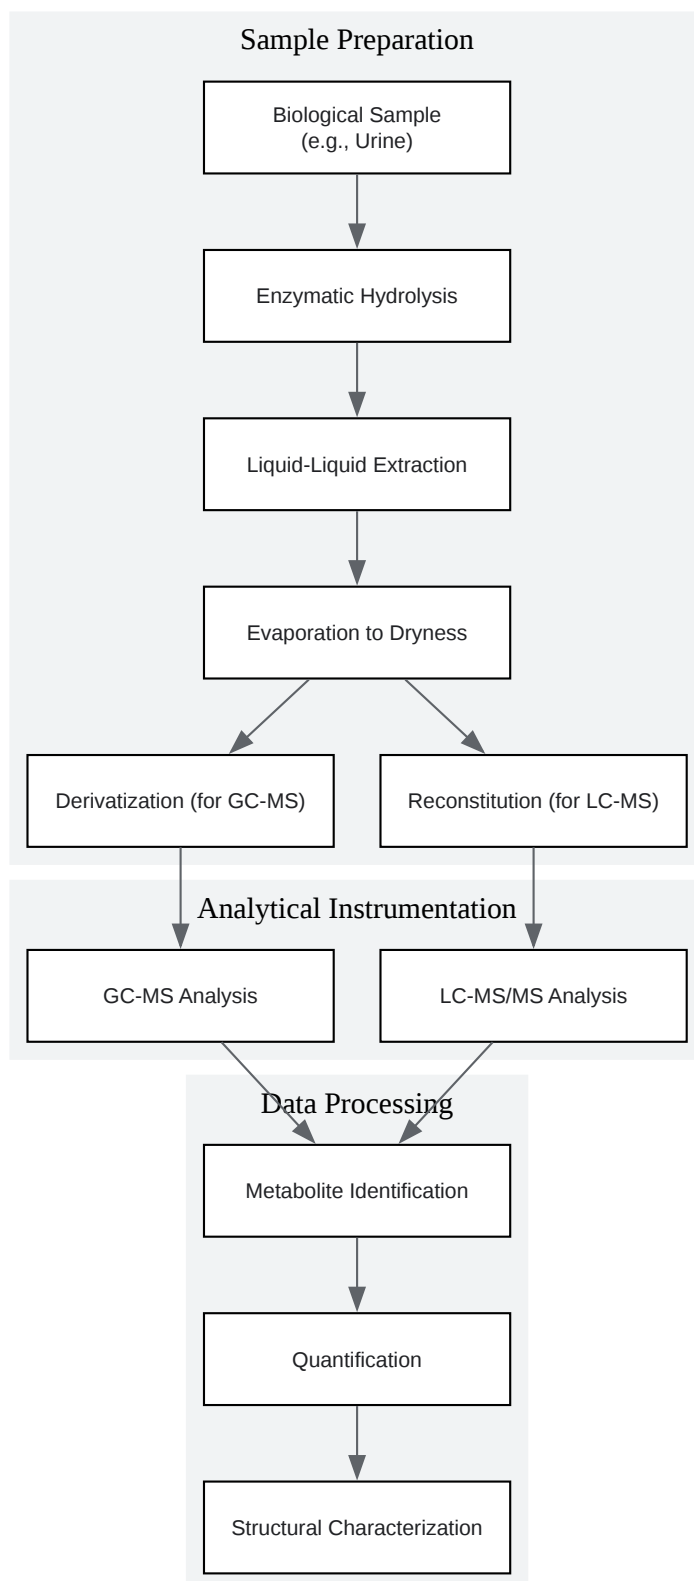 Sample Preparation
Biological Sample
(e.g., Urine)
Enzymatic Hydrolysis
Liquid-Liquid Extraction
Evaporation to Dryness
Derivatization (for GC-MS)
Reconstitution (for LC-MS)
Analytical Instrumentation
GC-MS Analysis
LC-MS/MS Analysis
Data Processing
Metabolite Identification
Quantification
Structural Characterization